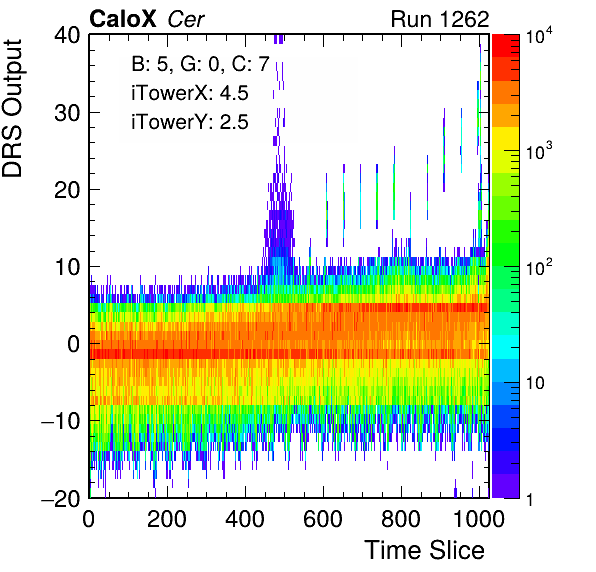 CaloX Cer Run 1262
B: 5, G: 0, C: 7
iTowerX: 4.5
iTowerY: 2.5
DRS Output
40
30
20
10
0
−10
−20
0 200 400 600 800 1000
Time Slice
10⁴
10³
10²
10
1